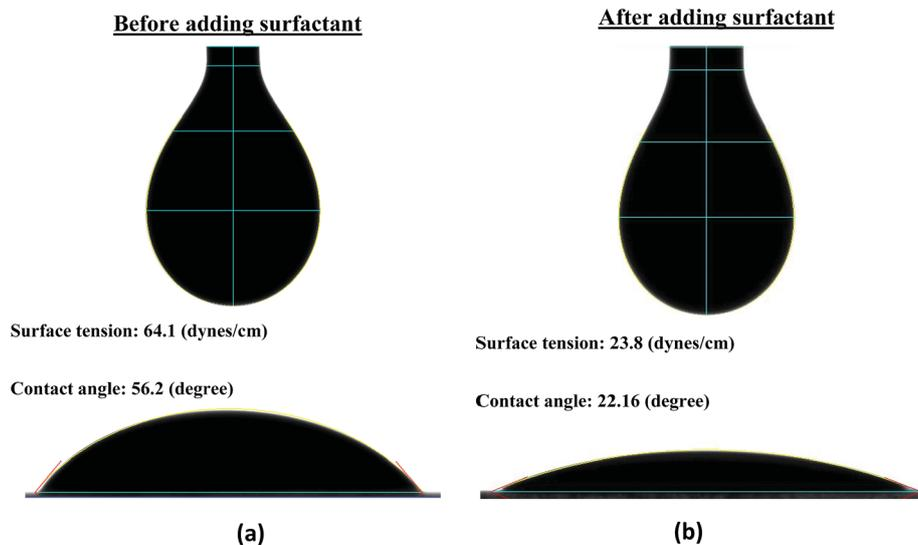 Before adding surfactant
After adding surfactant
Surface tension: 64.1 (dynes/cm)
Surface tension: 23.8 (dynes/cm)
Contact angle: 56.2 (degree)
Contact angle: 22.16 (degree)
(a)
(b)